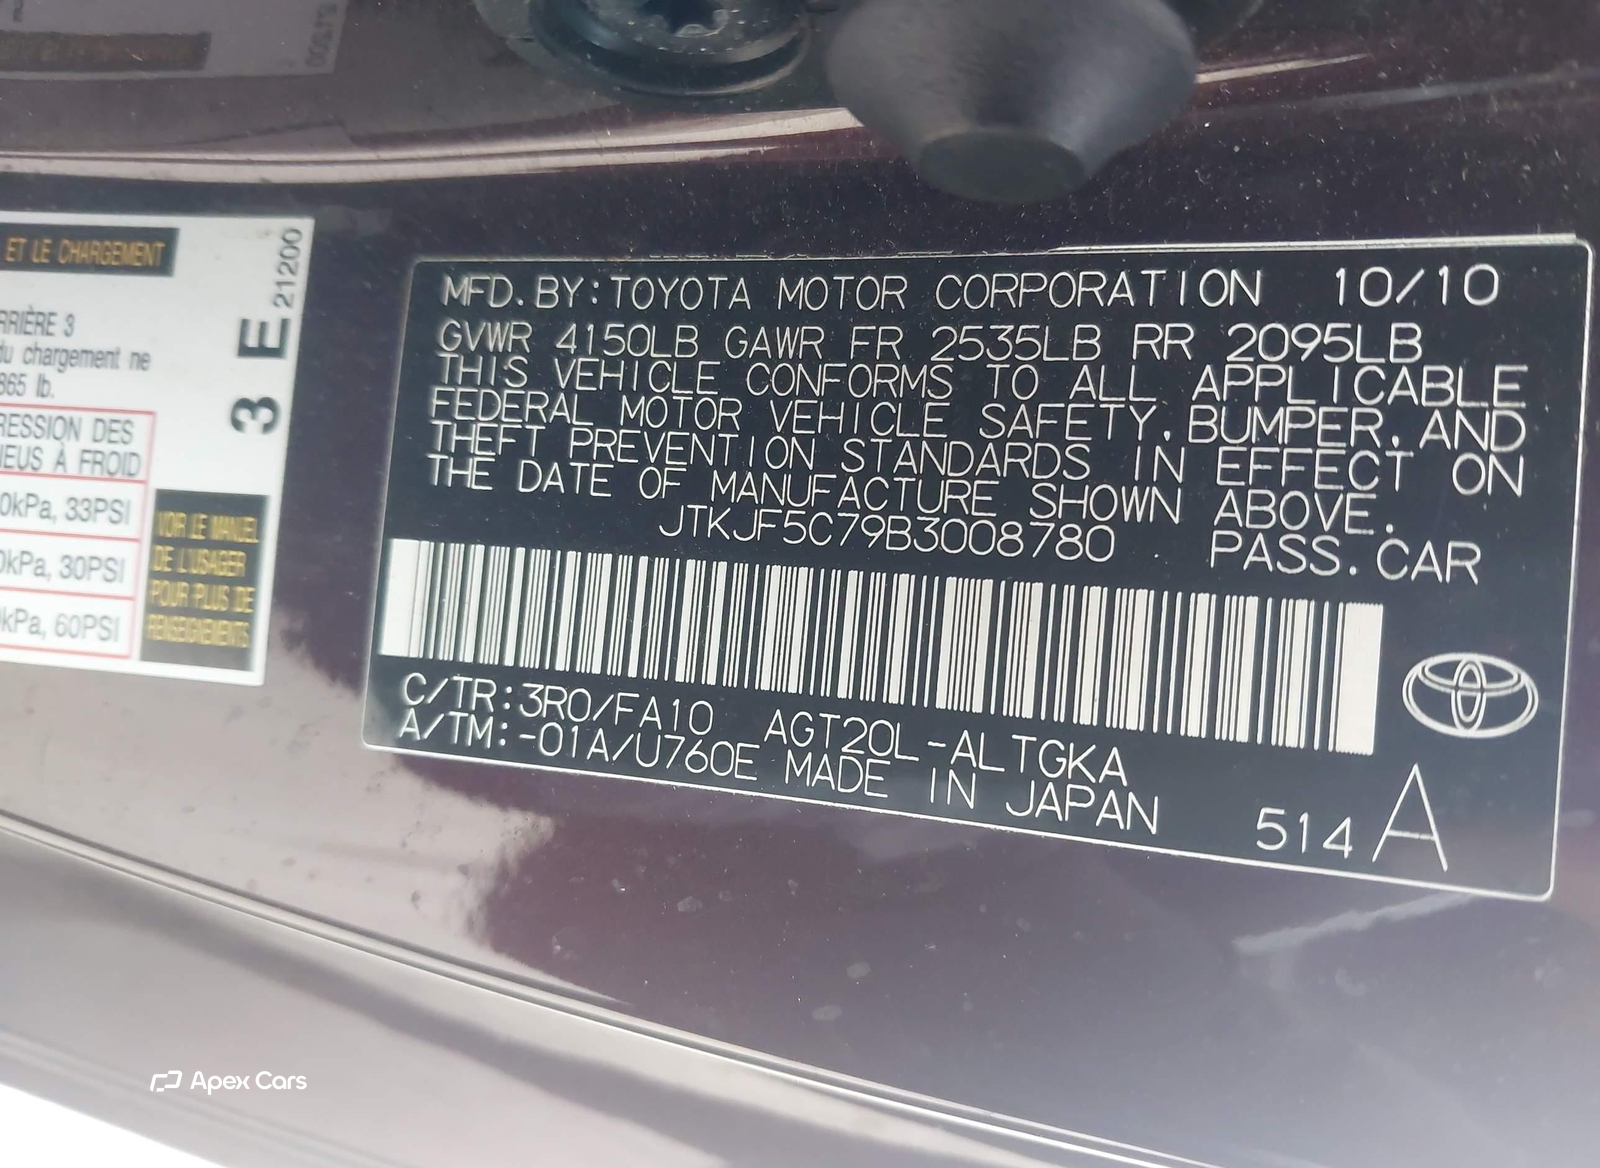 ET LE CHARGEMENT
21200
3 E
RRIÈRE 3
du chargement ne
865 lb.
RESSION DES
NEUS À FROID
0kPa, 33PSI
0kPa, 30PSI
0kPa, 60PSI
VOIR LE MANUEL
DE L'USAGER
POUR PLUS DE
RENSEIGNEMENTS
MFD. BY: TOYOTA MOTOR CORPORATION 10/10
GVWR 4150LB GAWR FR 2535LB RR 2095LB
THIS VEHICLE CONFORMS TO ALL APPLICABLE
FEDERAL MOTOR VEHICLE SAFETY, BUMPER, AND
THEFT PREVENTION STANDARDS IN EFFECT ON
THE DATE OF MANUFACTURE SHOWN ABOVE.
JTKJF5C79B3008780 PASS. CAR
C/TR: 3R0/FA10 AGT20L-ALTGKA
A/TM: -01A/U760E MADE IN JAPAN
514 A
Apex Cars